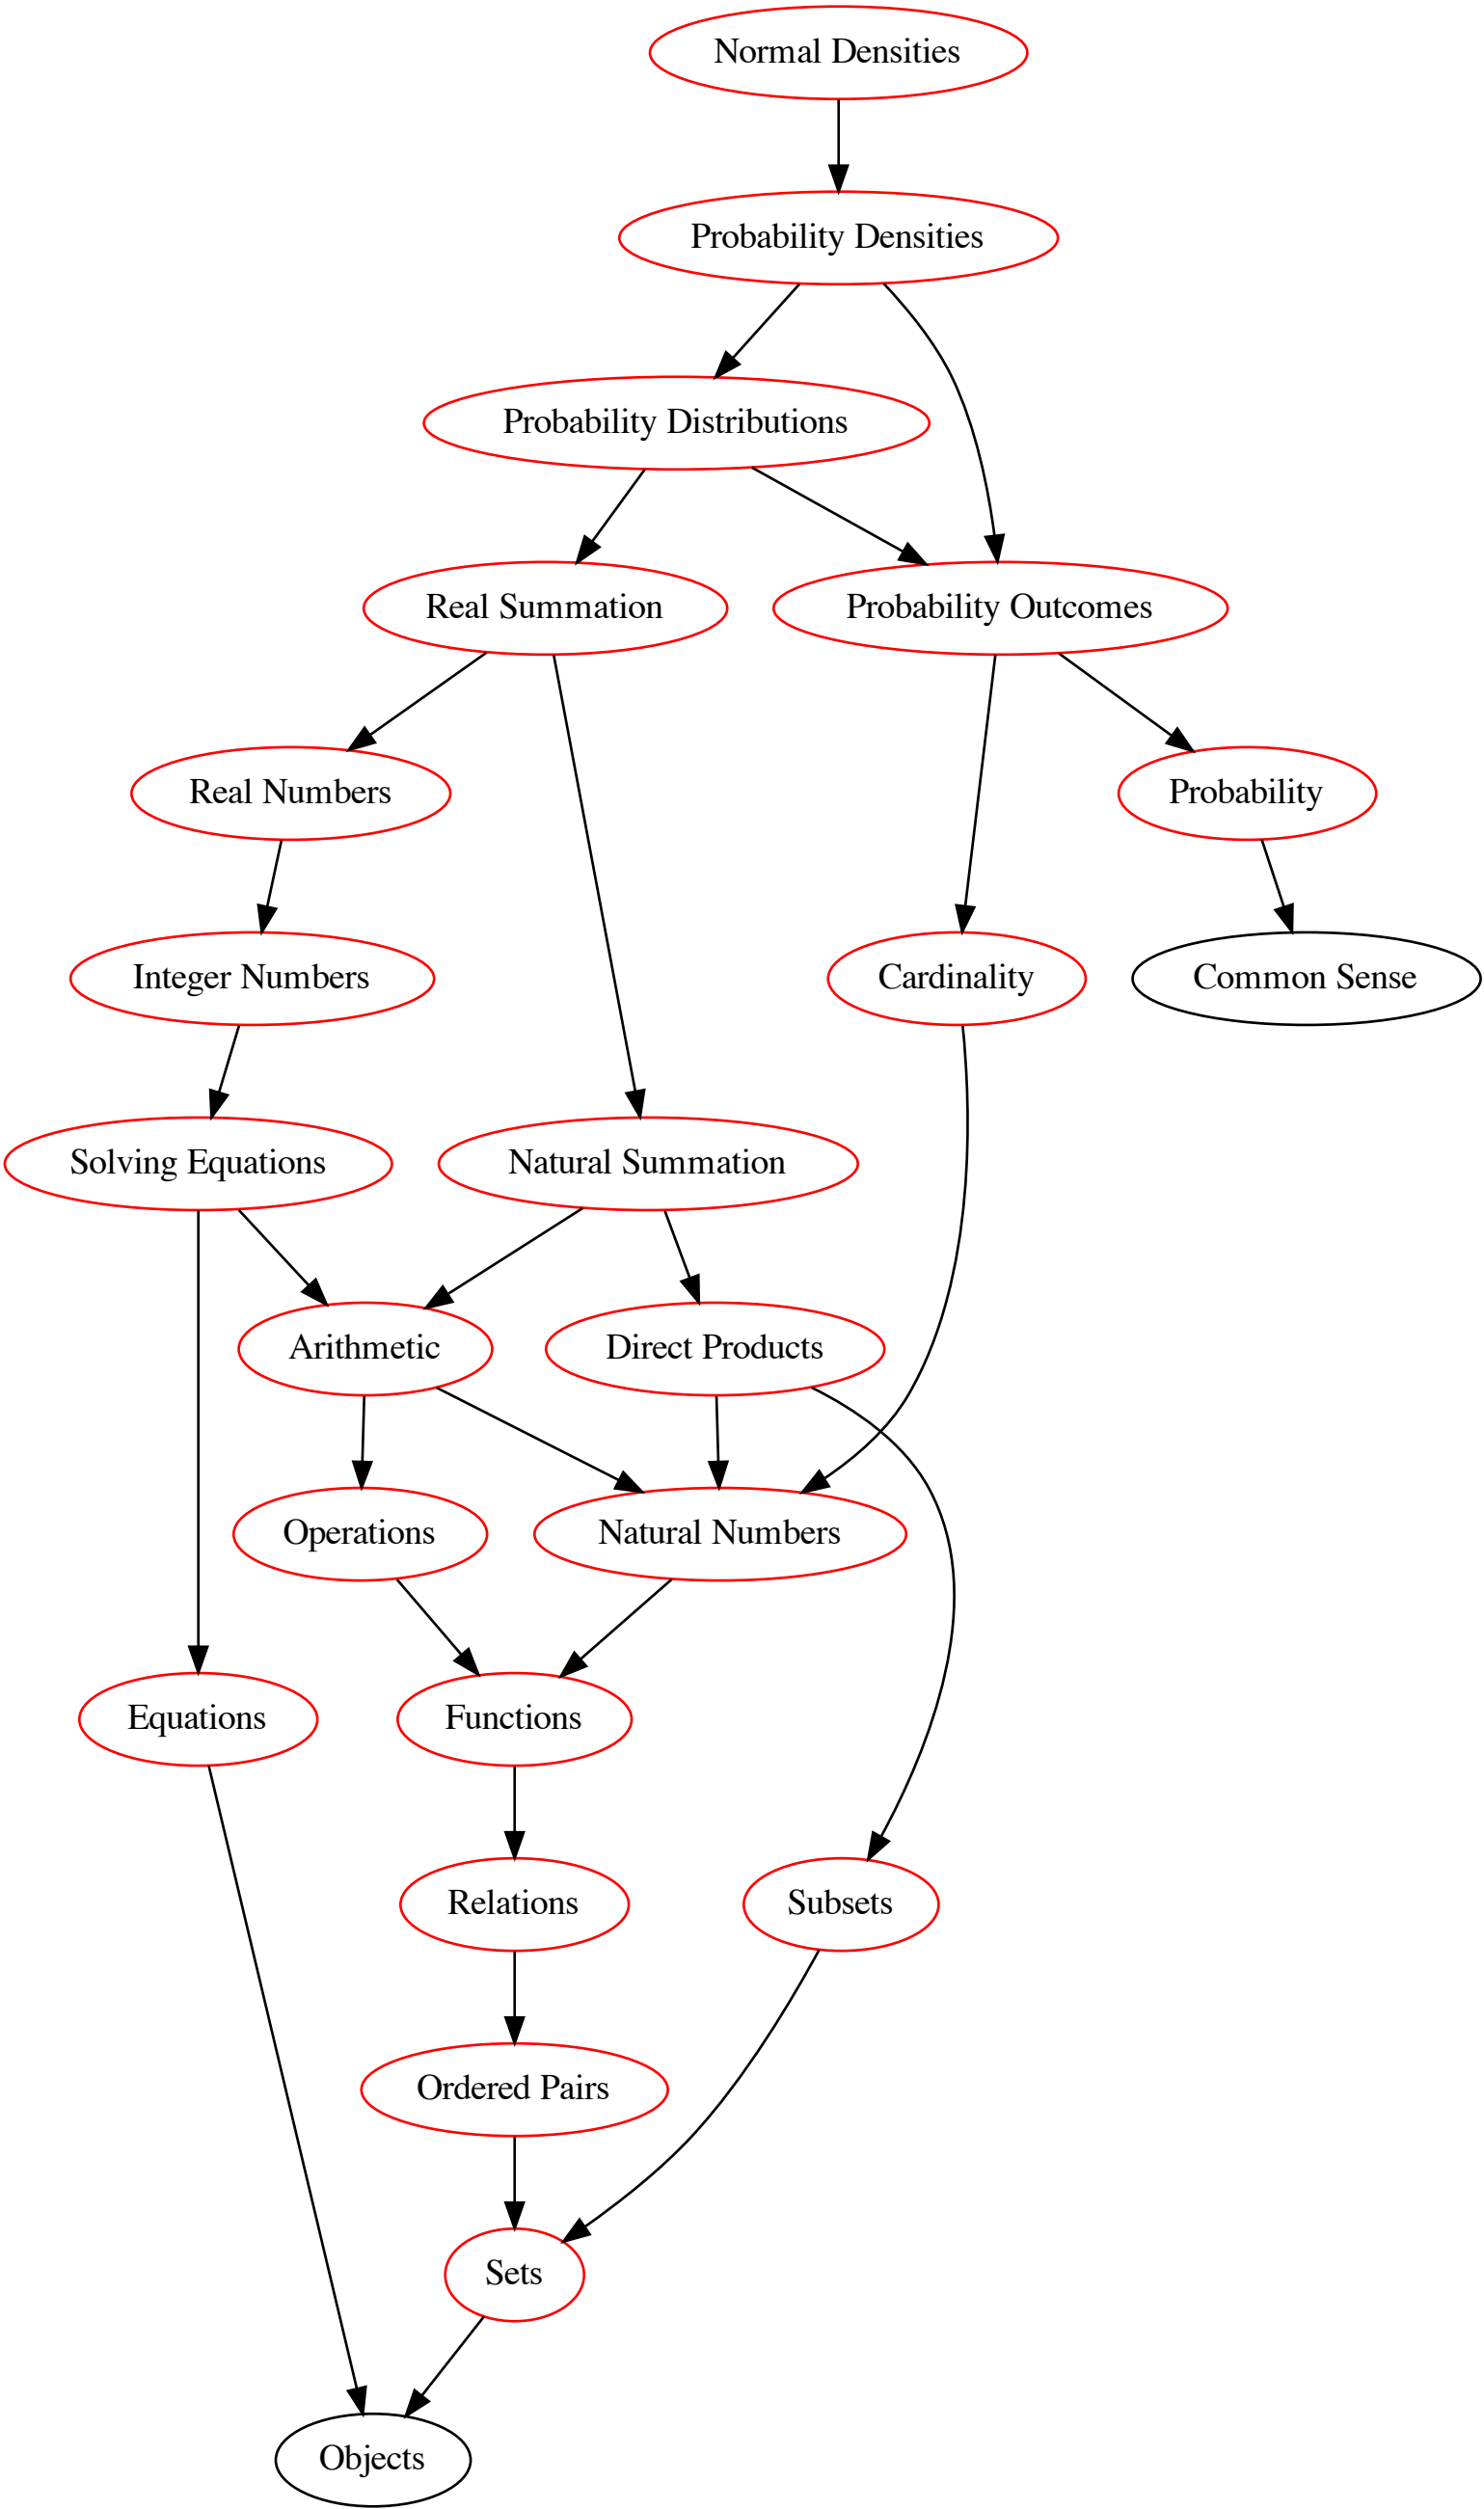 Normal Densities
Probability Densities
Probability Distributions
Real Summation
Probability Outcomes
Real Numbers
Probability
Integer Numbers
Cardinality
Common Sense
Solving Equations
Natural Summation
Arithmetic
Direct Products
Operations
Natural Numbers
Equations
Functions
Relations
Subsets
Ordered Pairs
Sets
Objects